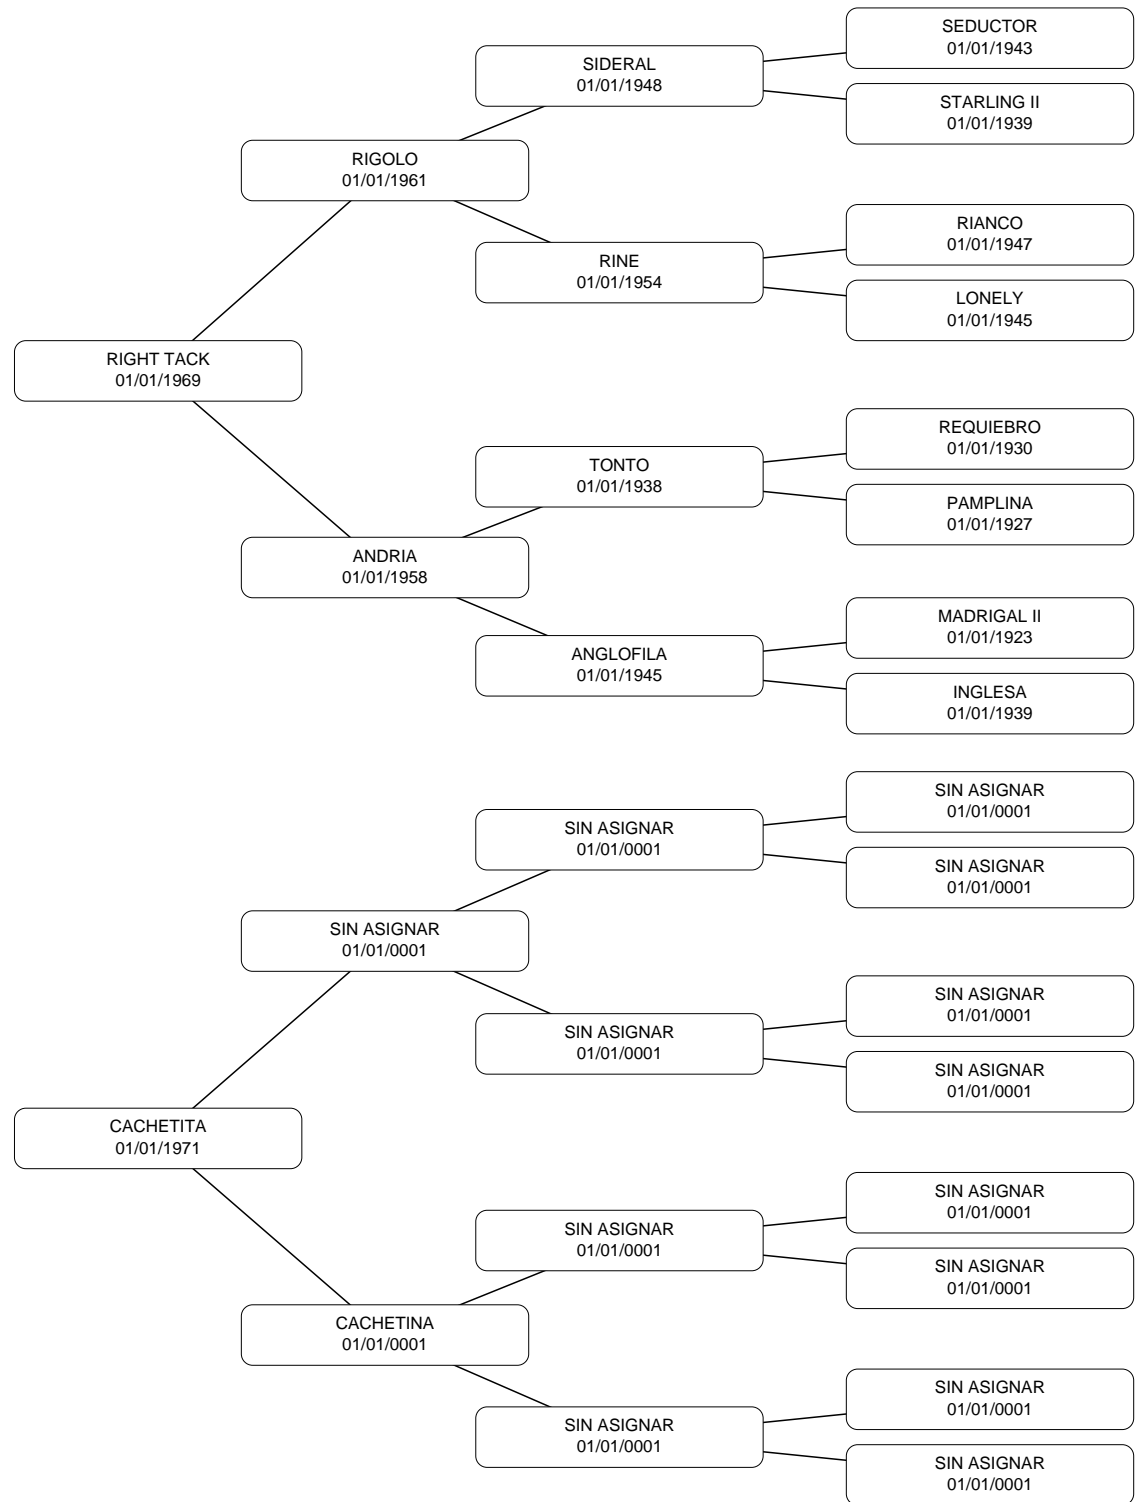 SEDUCTOR
01/01/1943
SIDERAL
01/01/1948
STARLING II
01/01/1939
RIGOLO
01/01/1961
RIANCO
01/01/1947
RINE
01/01/1954
LONELY
01/01/1945
RIGHT TACK
01/01/1969
REQUIEBRO
01/01/1930
TONTO
01/01/1938
PAMPLINA
01/01/1927
ANDRIA
01/01/1958
MADRIGAL II
01/01/1923
ANGLOFILA
01/01/1945
INGLESA
01/01/1939
SIN ASIGNAR
01/01/0001
SIN ASIGNAR
01/01/0001
SIN ASIGNAR
01/01/0001
SIN ASIGNAR
01/01/0001
SIN ASIGNAR
01/01/0001
SIN ASIGNAR
01/01/0001
SIN ASIGNAR
01/01/0001
CACHETITA
01/01/1971
SIN ASIGNAR
01/01/0001
SIN ASIGNAR
01/01/0001
SIN ASIGNAR
01/01/0001
CACHETINA
01/01/0001
SIN ASIGNAR
01/01/0001
SIN ASIGNAR
01/01/0001
SIN ASIGNAR
01/01/0001